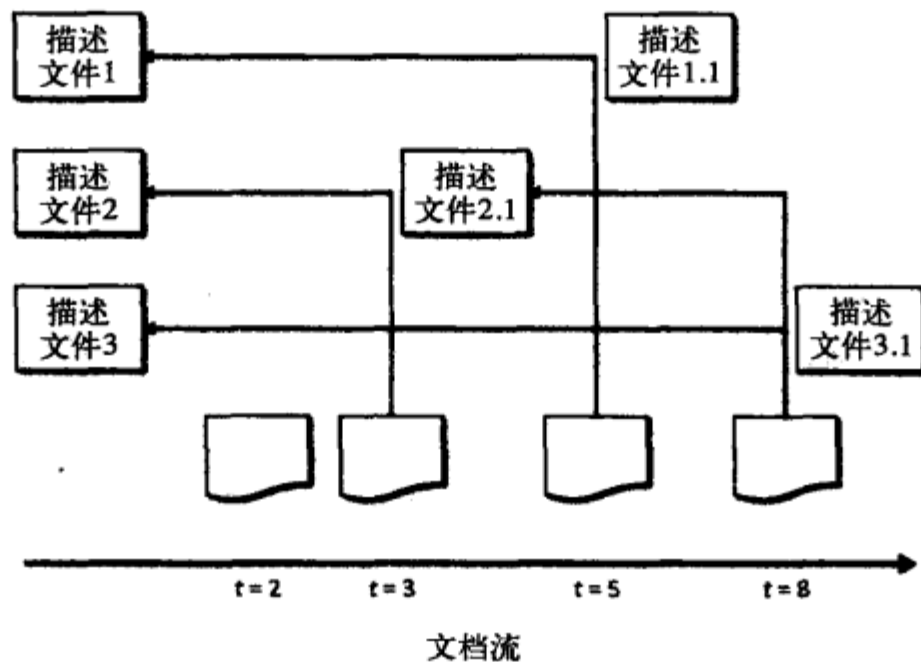 描述
文件1
描述
文件1.1
描述
文件2
描述
文件2.1
描述
文件3
描述
文件3.1
t=2
t=3
t=5
t=8
文档流